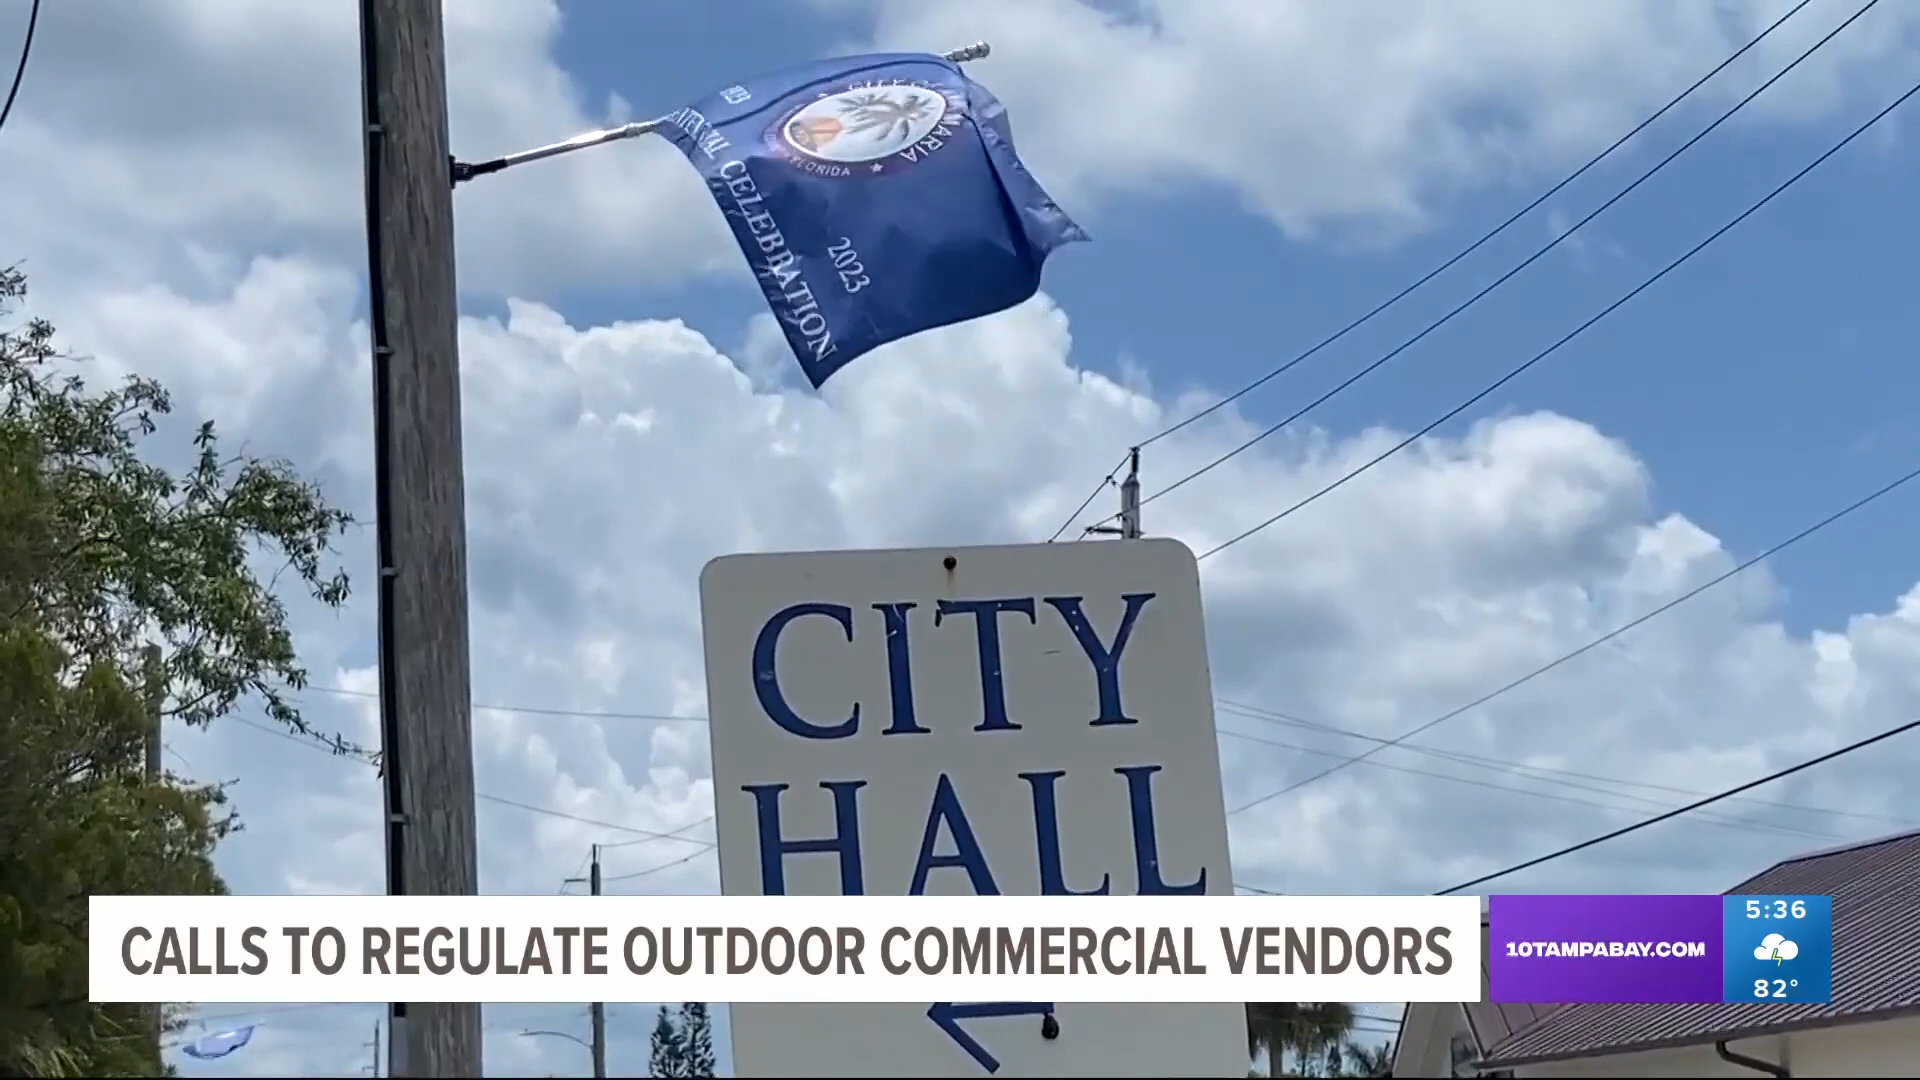 CELEBRATION
2023
FLORIDA
CITY
HALL
CALLS TO REGULATE OUTDOOR COMMERCIAL VENDORS
10TAMPABAY.COM
5:36
82°